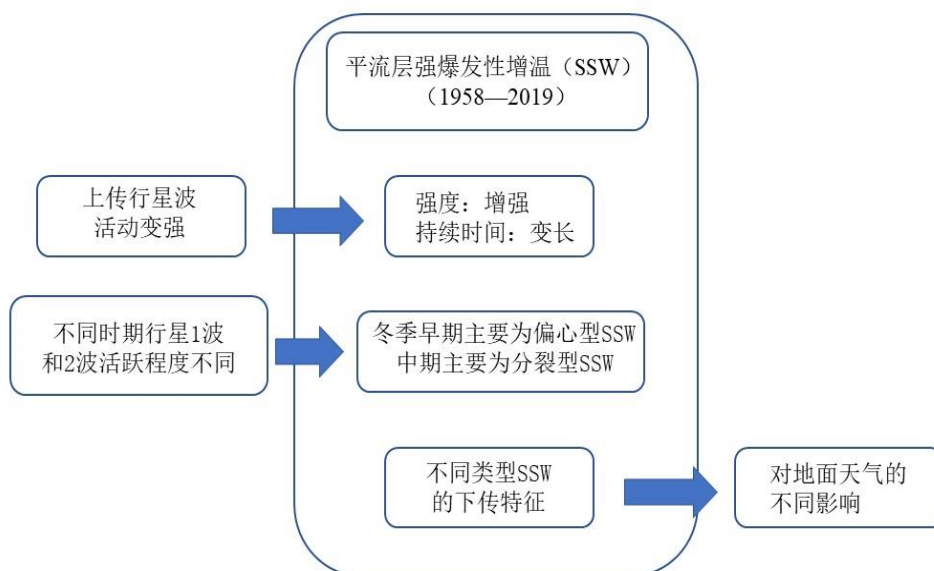 平流层强爆发性增温（SSW）
（1958—2019）
上传行星波
活动变强
强度：增强
持续时间：变长
不同时期行星1波
和2波活跃程度不同
冬季早期主要为偏心型SSW
中期主要为分裂型SSW
不同类型SSW
的下传特征
对地面天气的
不同影响